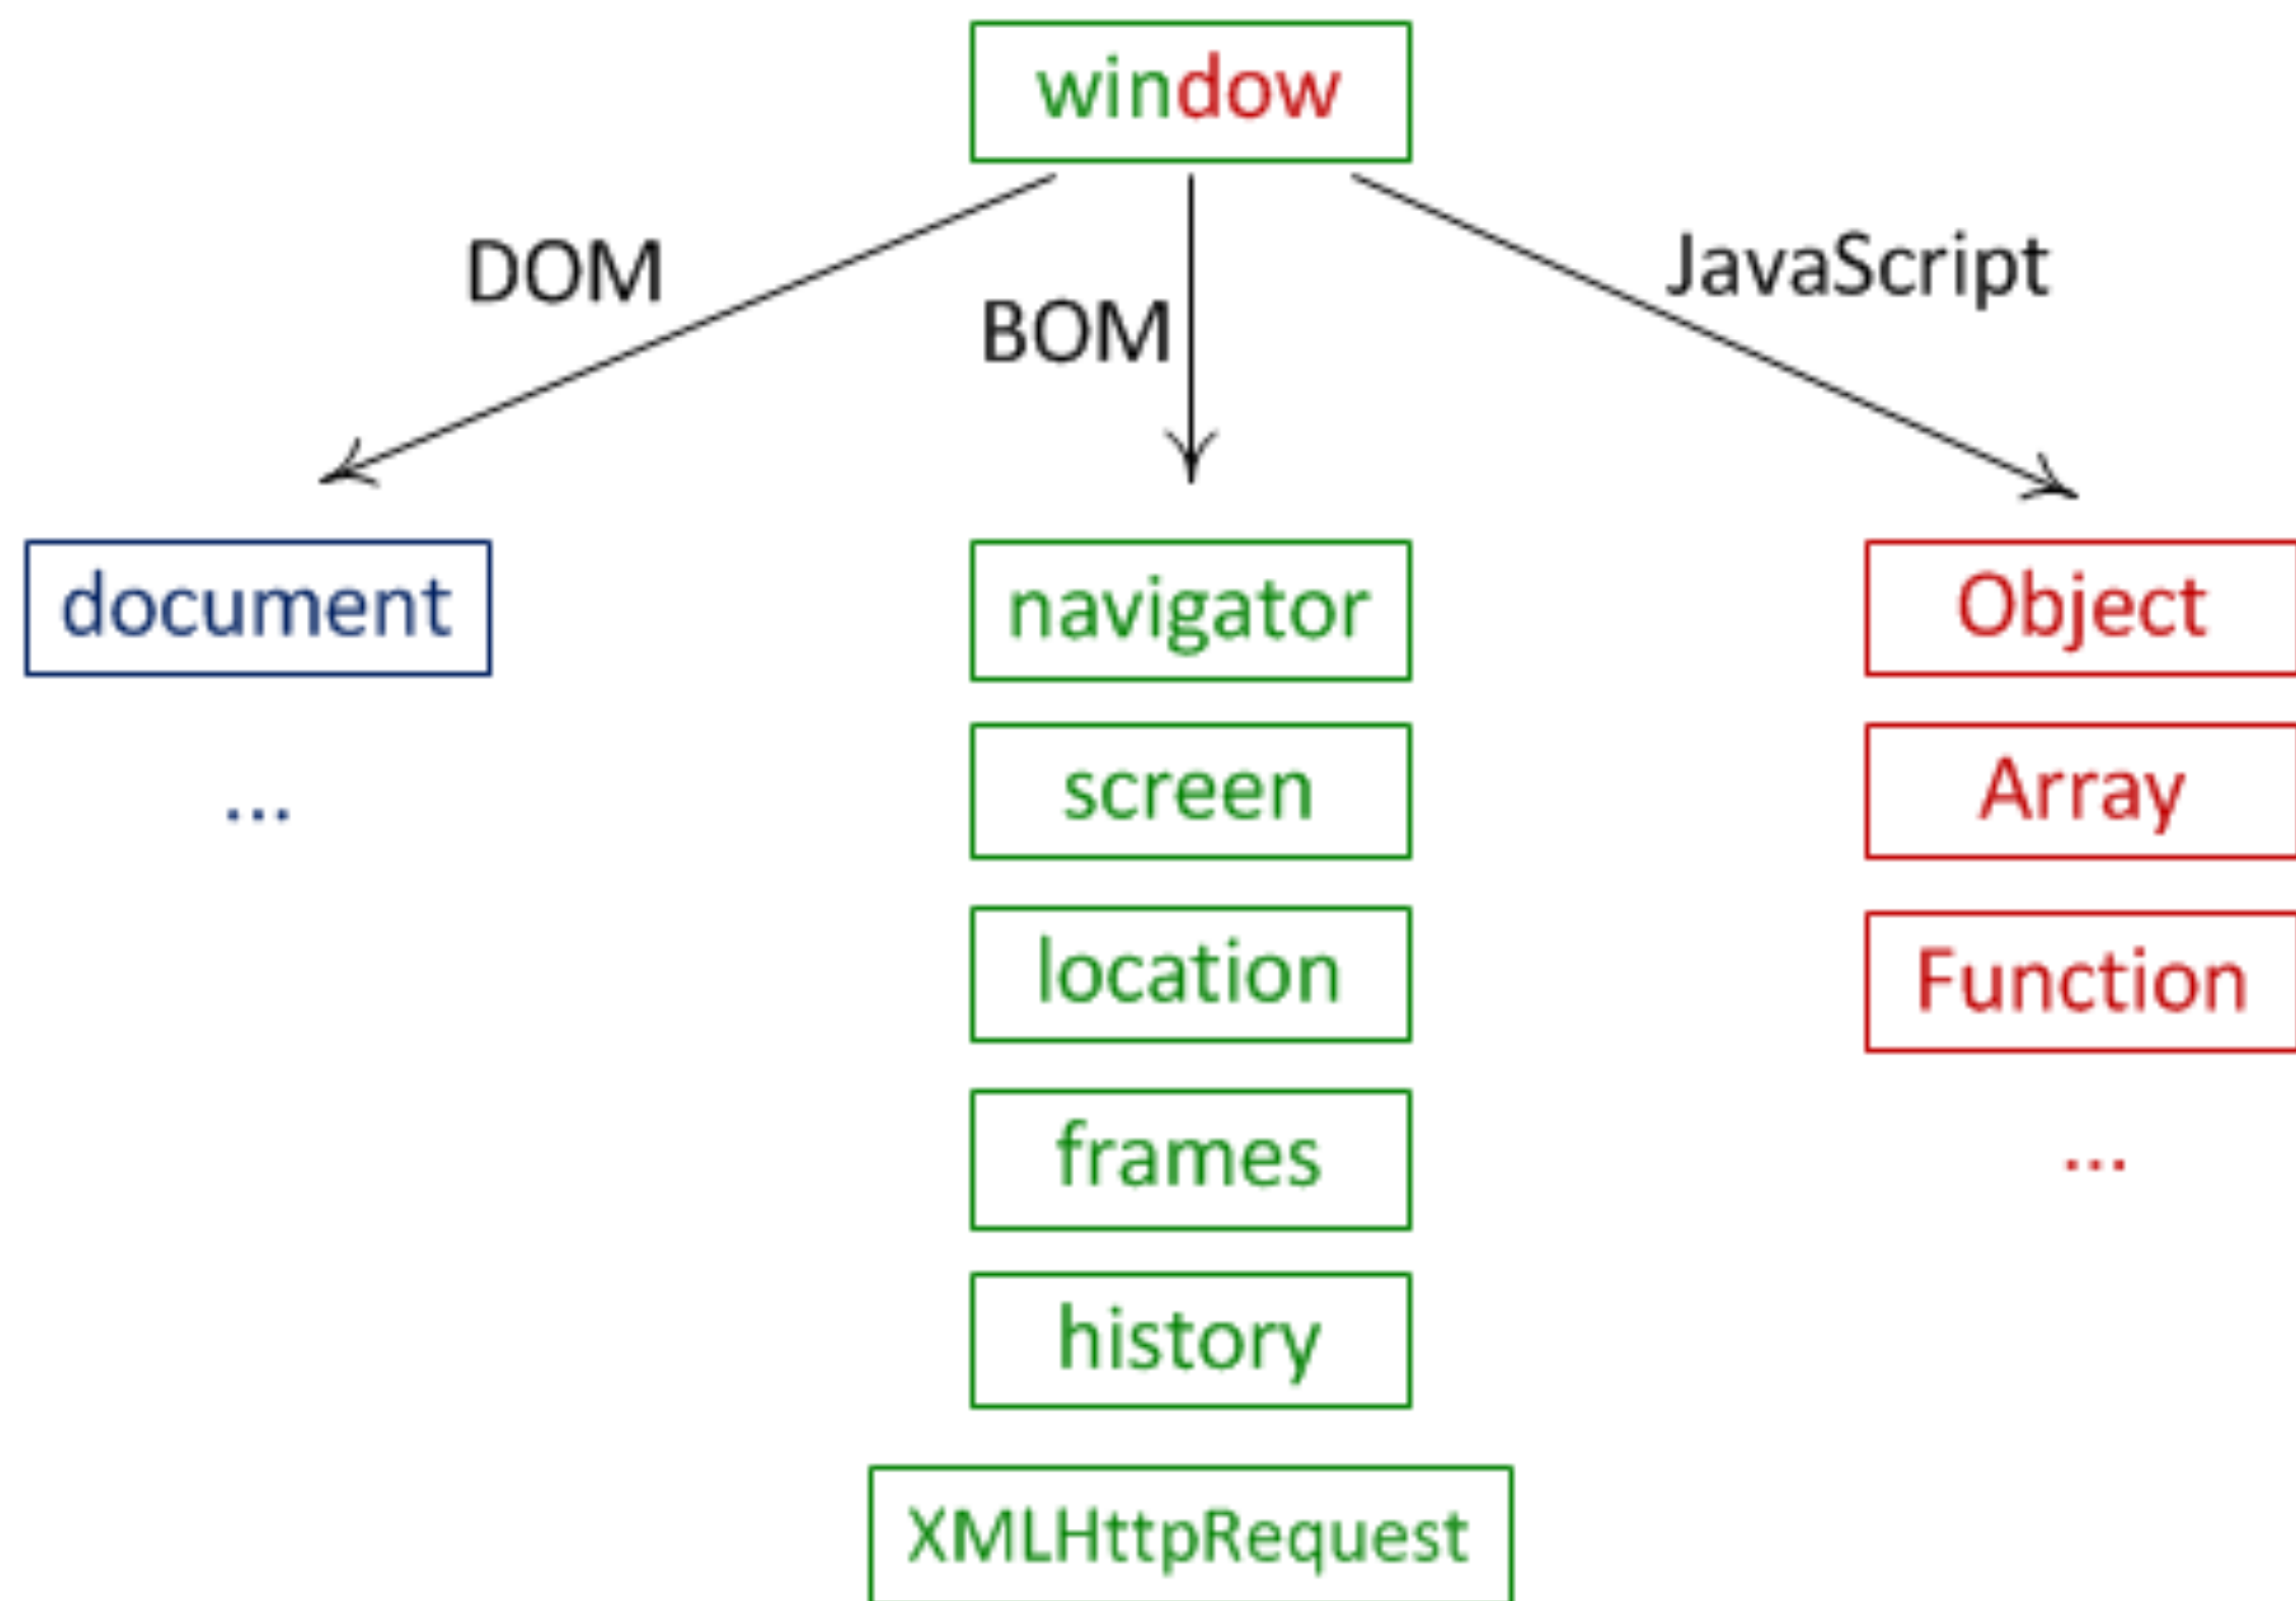 window
DOM
BOM
JavaScript
document
navigator
Object
...
screen
Array
location
Function
frames
...
history
XMLHttpRequest